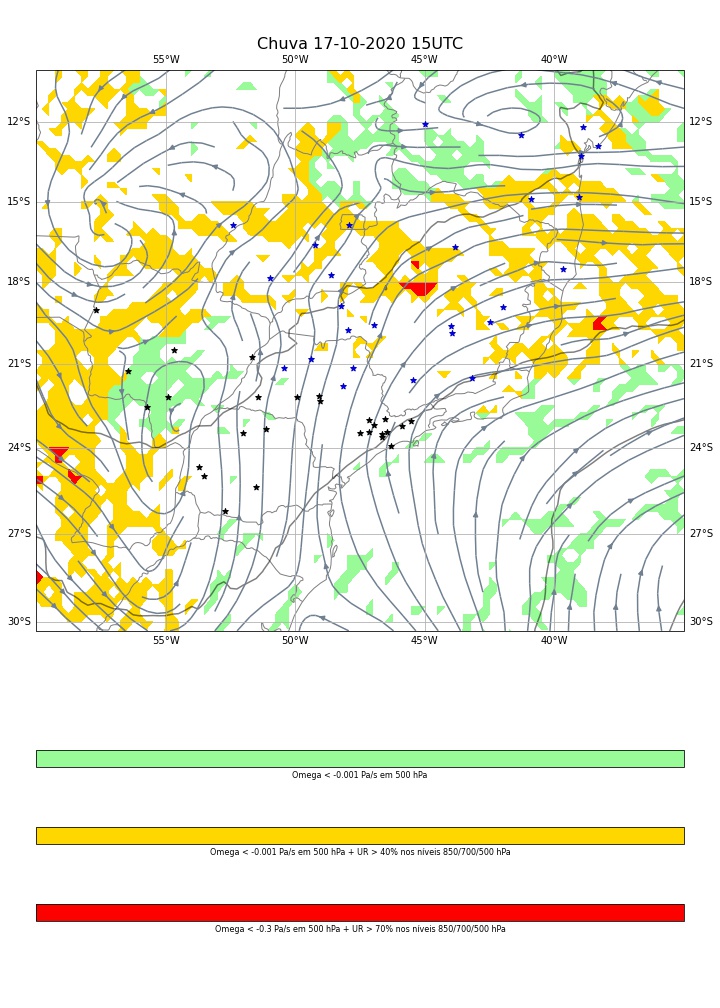 Chuva 17-10-2020 15UTC
55°W 50°W 45°W 40°W
12°S 12°S
15°S 15°S
18°S 18°S
21°S 21°S
24°S 24°S
27°S 27°S
30°S 30°S
55°W 50°W 45°W 40°W
Omega < -0.001 Pa/s em 500 hPa
Omega < -0.001 Pa/s em 500 hPa + UR > 40% nos níveis 850/700/500 hPa
Omega < -0.3 Pa/s em 500 hPa + UR > 70% nos níveis 850/700/500 hPa